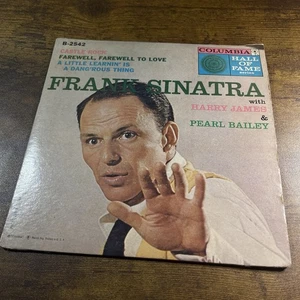 B-2542
CASTLE ROCK
FAREWELL, FAREWELL TO LOVE
A LITTLE LEARNIN' IS
A DANG'ROUS THING
COLUMBIA
HALL OF
FAME
SERIES
FRANK SINATRA
with
HARRY JAMES
&
PEARL BAILEY